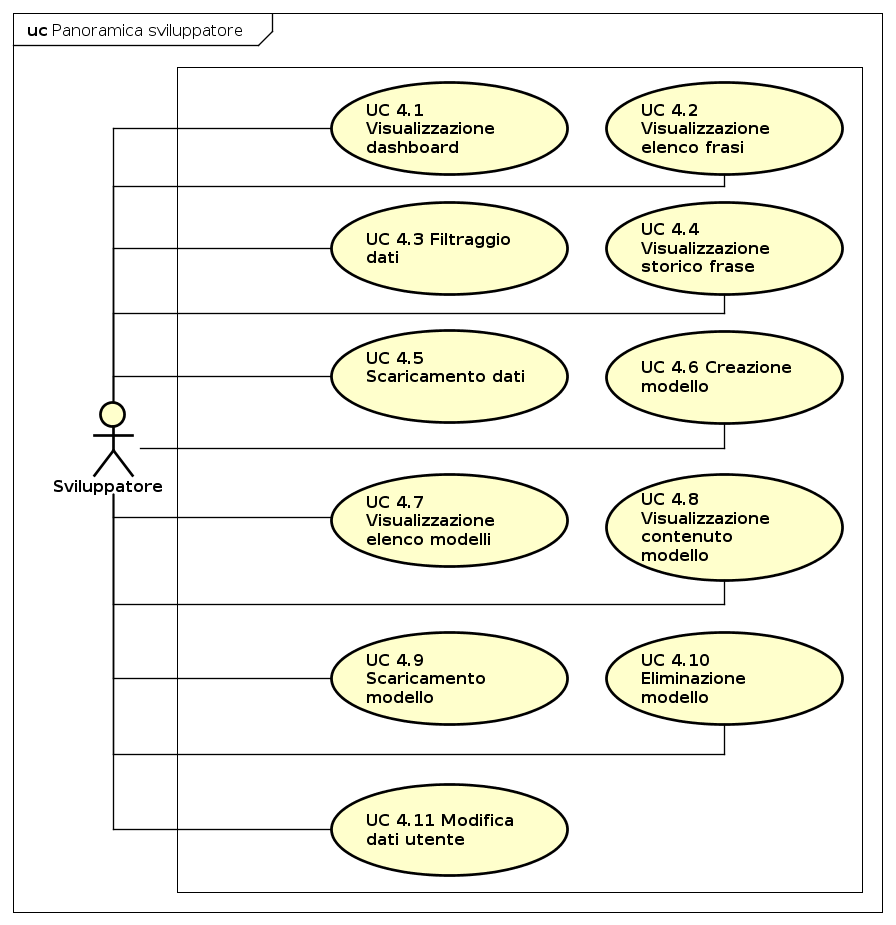 uc Panoramica sviluppatore
UC 4.1
Visualizzazione
dashboard
UC 4.2
Visualizzazione
elenco frasi
UC 4.3 Filtraggio
dati
UC 4.4
Visualizzazione
storico frase
UC 4.5
Scaricamento dati
UC 4.6 Creazione
modello
Sviluppatore
UC 4.7
Visualizzazione
elenco modelli
UC 4.8
Visualizzazione
contenuto
modello
UC 4.9
Scaricamento
modello
UC 4.10
Eliminazione
modello
UC 4.11 Modifica
dati utente